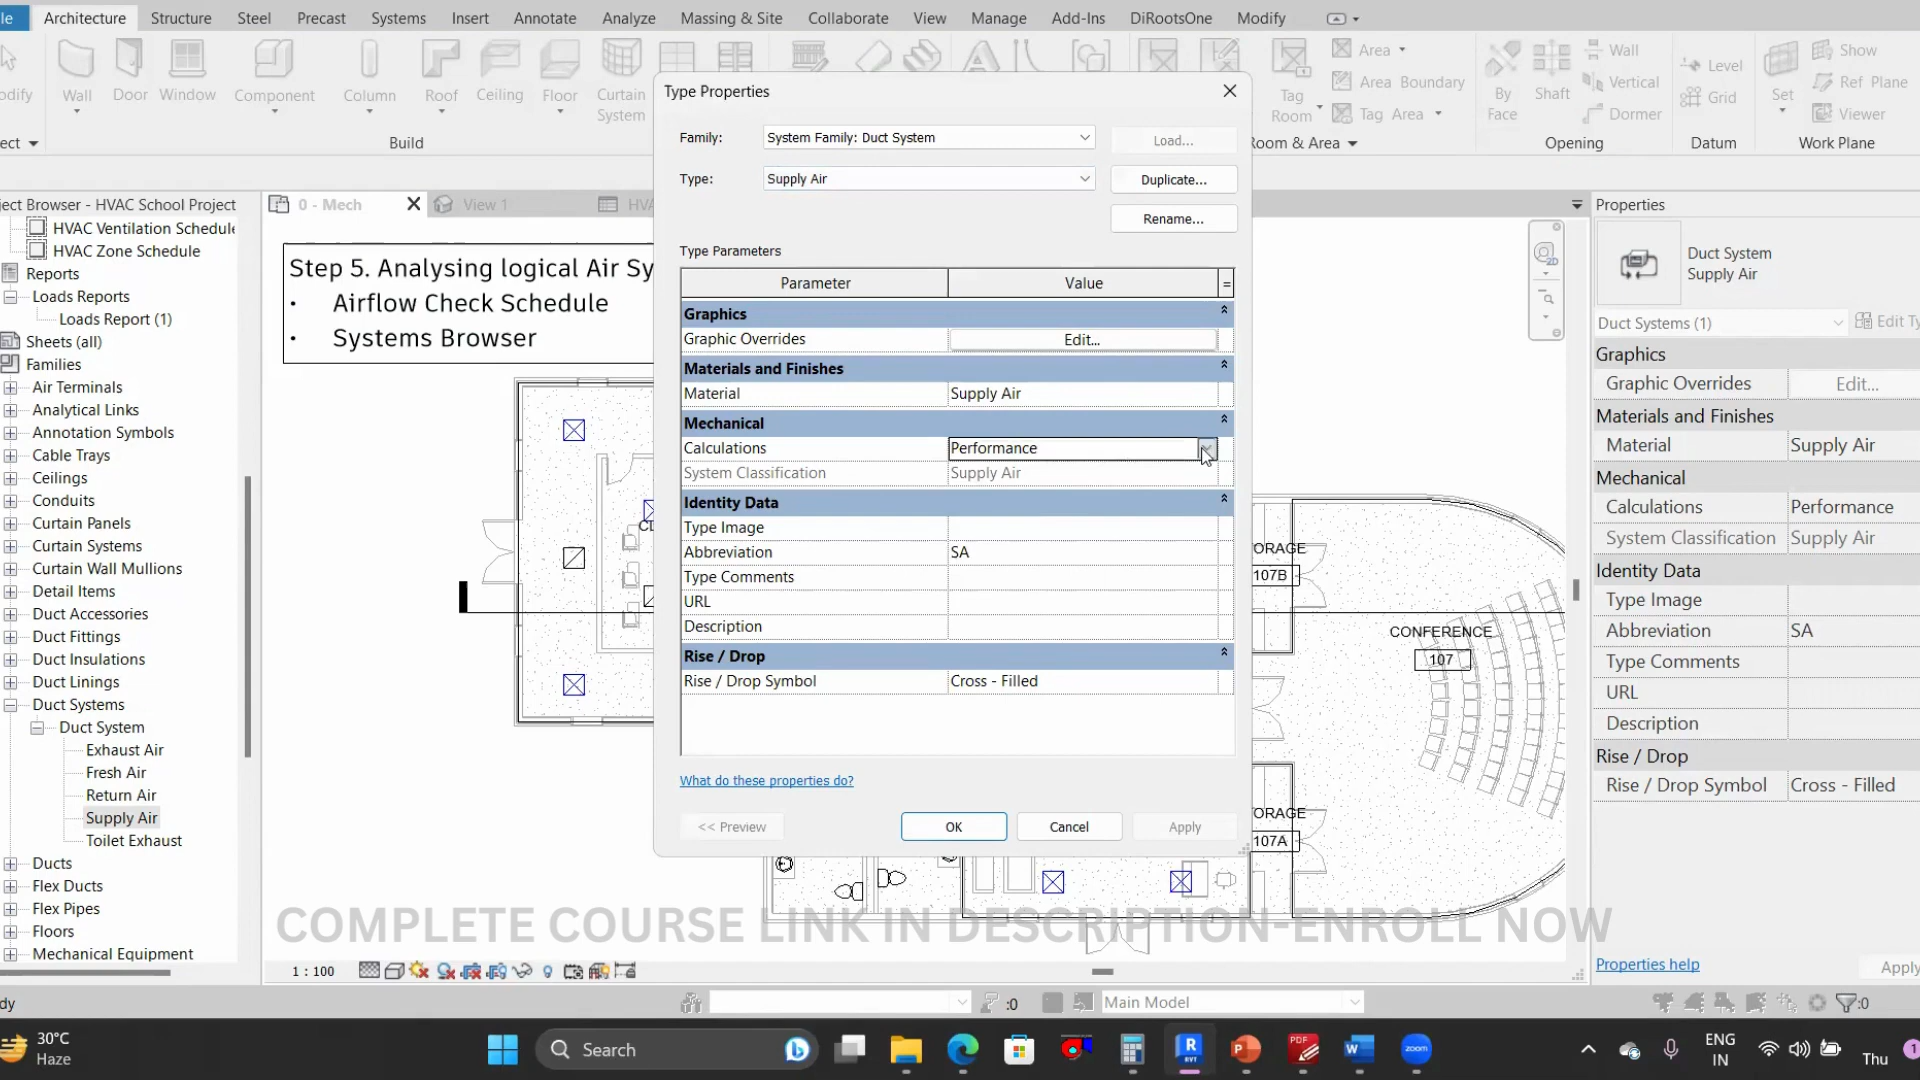 Architecture Structure Steel Precast Systems Insert Annotate Analyze Massing & Site Collaborate View Manage Add-Ins DiRootsOne Modify
Wall Door Window Component Column Roof Ceiling Floor Curtain System
Build
Tag Room
Area
Area Boundary
Tag Area
Room & Area
By Face
Shaft
Wall
Vertical
Dormer
Opening
Level
Grid
Datum
Set
Show
Ref Plane
Viewer
Work Plane
ject Browser - HVAC School Project
HVAC Ventilation Schedule
HVAC Zone Schedule
Reports
Loads Reports
Loads Report (1)
Sheets (all)
Families
Air Terminals
Analytical Links
Annotation Symbols
Cable Trays
Ceilings
Conduits
Curtain Panels
Curtain Systems
Curtain Wall Mullions
Detail Items
Duct Accessories
Duct Fittings
Duct Insulations
Duct Linings
Duct Systems
Duct System
Exhaust Air
Fresh Air
Return Air
Supply Air
Toilet Exhaust
Ducts
Flex Ducts
Flex Pipes
Floors
Mechanical Equipment
0 - Mech
View 1
Step 5. Analysing logical Air Sy
• Airflow Check Schedule
• Systems Browser
Type Properties
Family: System Family: Duct System Load...
Type: Supply Air Duplicate...
Rename...
Type Parameters
Parameter Value =
Graphics
Graphic Overrides Edit...
Materials and Finishes
Material Supply Air
Mechanical
Calculations Performance
System Classification Supply Air
Identity Data
Type Image
Abbreviation SA
Type Comments
URL
Description
Rise / Drop
Rise / Drop Symbol Cross - Filled
What do these properties do?
<< Preview OK Cancel Apply
ORAGE
107B
CONFERENCE
107
ORAGE
107A
COMPLETE COURSE LINK IN DESCRIPTION-ENROLL NOW
Properties
Duct System
Supply Air
Duct Systems (1) Edit Ty
Graphics
Graphic Overrides Edit...
Materials and Finishes
Material Supply Air
Mechanical
Calculations Performance
System Classification Supply Air
Identity Data
Type Image
Abbreviation SA
Type Comments
URL
Description
Rise / Drop
Rise / Drop Symbol Cross - Filled
Properties help Apply
1 : 100
:0 Main Model :0
30°C
Haze
Search
ENG
IN
Thu